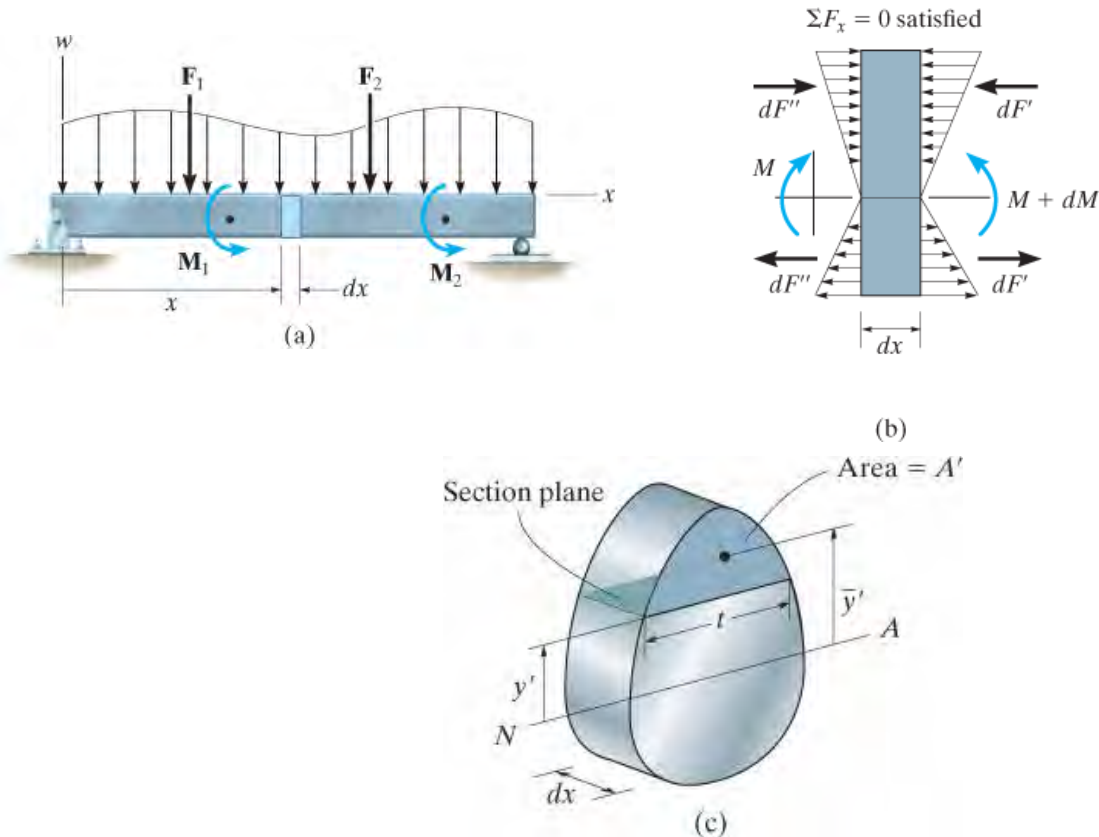 w
F₁
F₂
x
M₁
M₂
x
dx
(a)
ΣFₓ = 0 satisfied
dF″
dF′
M
M + dM
dF″
dF′
dx
(b)
Section plane
Area = A′
t
y̅′
A
y′
N
dx
(c)